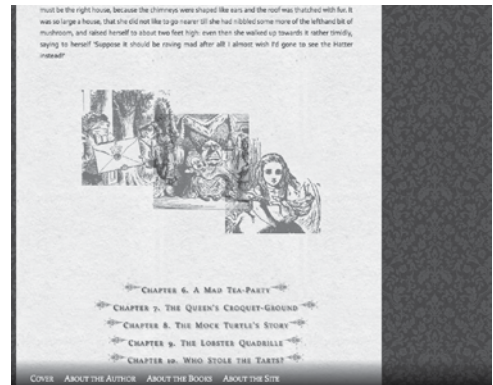 must be the right house, because the chimneys were shaped like ears and the roof was thatched with fur. It
was so large a house, that she did not like to go nearer till she had nibbled some more of the lefthand bit of
mushroom, and raised herself to about two feet high: even then she walked up towards it rather timidly,
saying to herself 'Suppose it should be roving mad after all! I almost wish I'd gone to see the Hatter
instead!'
Chapter 6. A Mad Tea-Party
Chapter 7. The Queen's Croquet-Ground
Chapter 8. The Mock Turtle's Story
Chapter 9. The Lobster Quadrille
Chapter 10. Who Stole the Tarts?
Cover About the Author About the Books About the Site